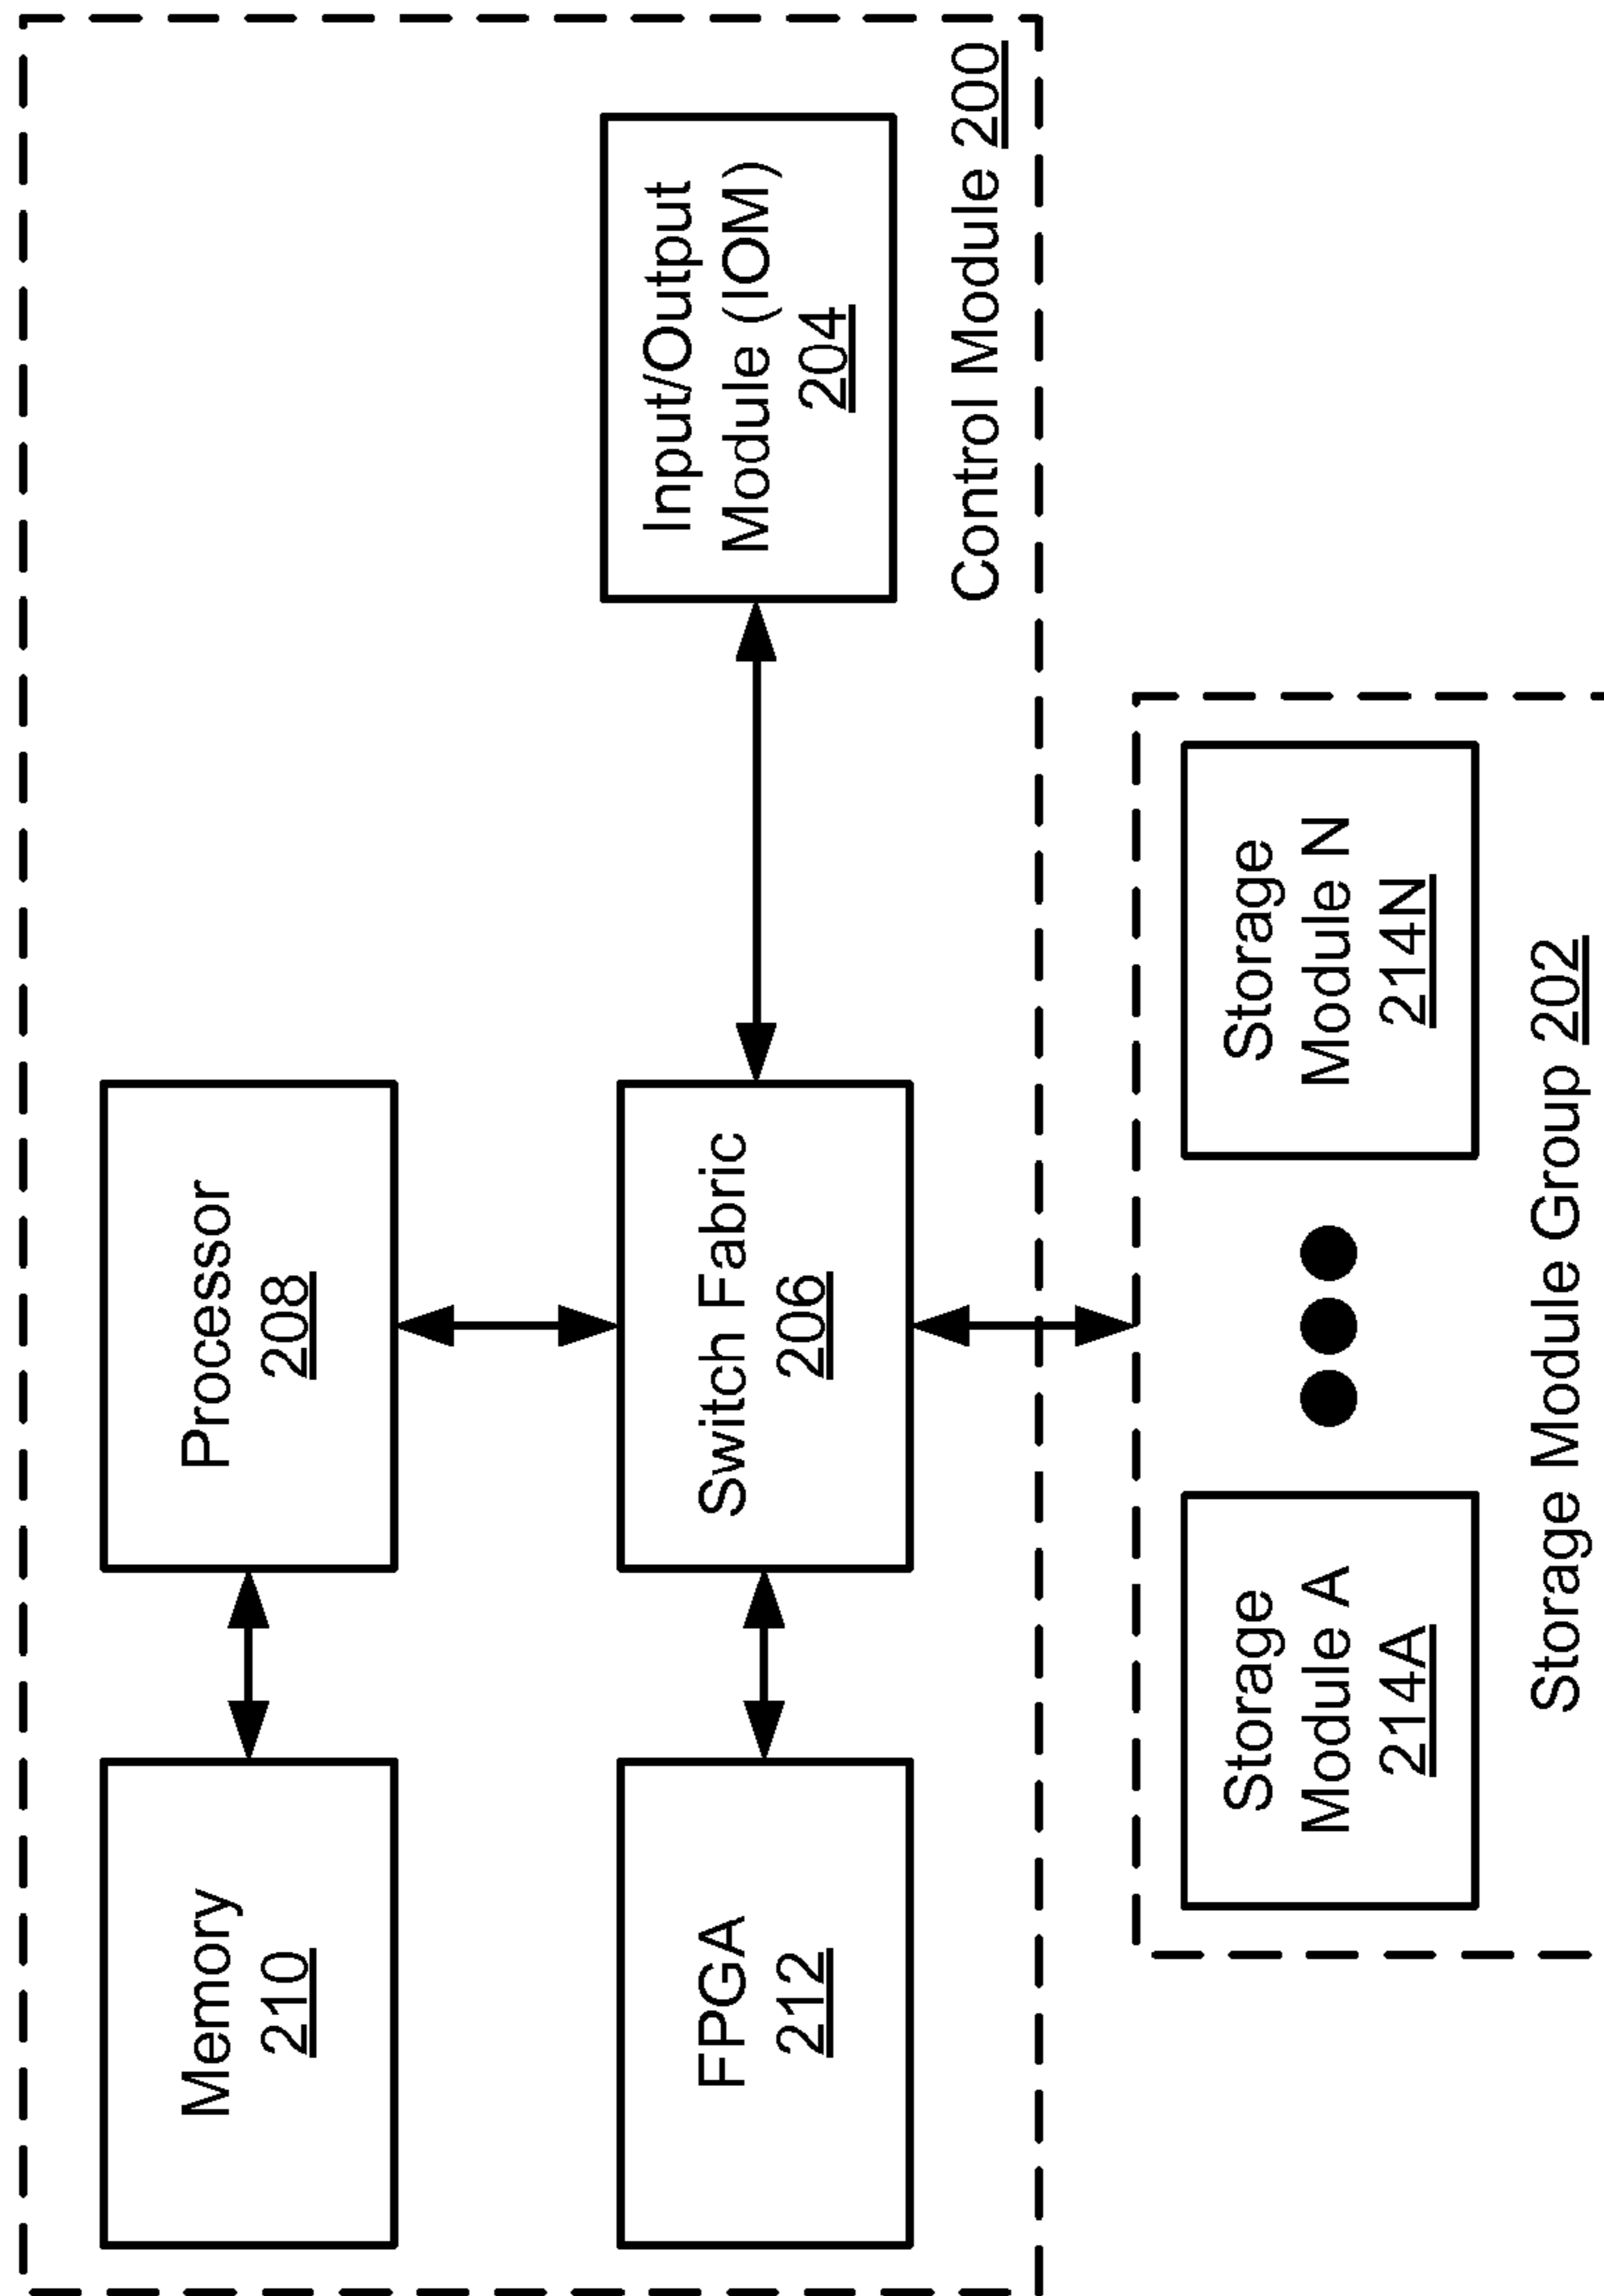 Memory
210
Processor
208
FPGA
212
Switch Fabric
206
Input/Output
Module (IOM)
204
Control Module 200
Storage
Module A
214A
Storage
Module N
214N
Storage Module Group 202